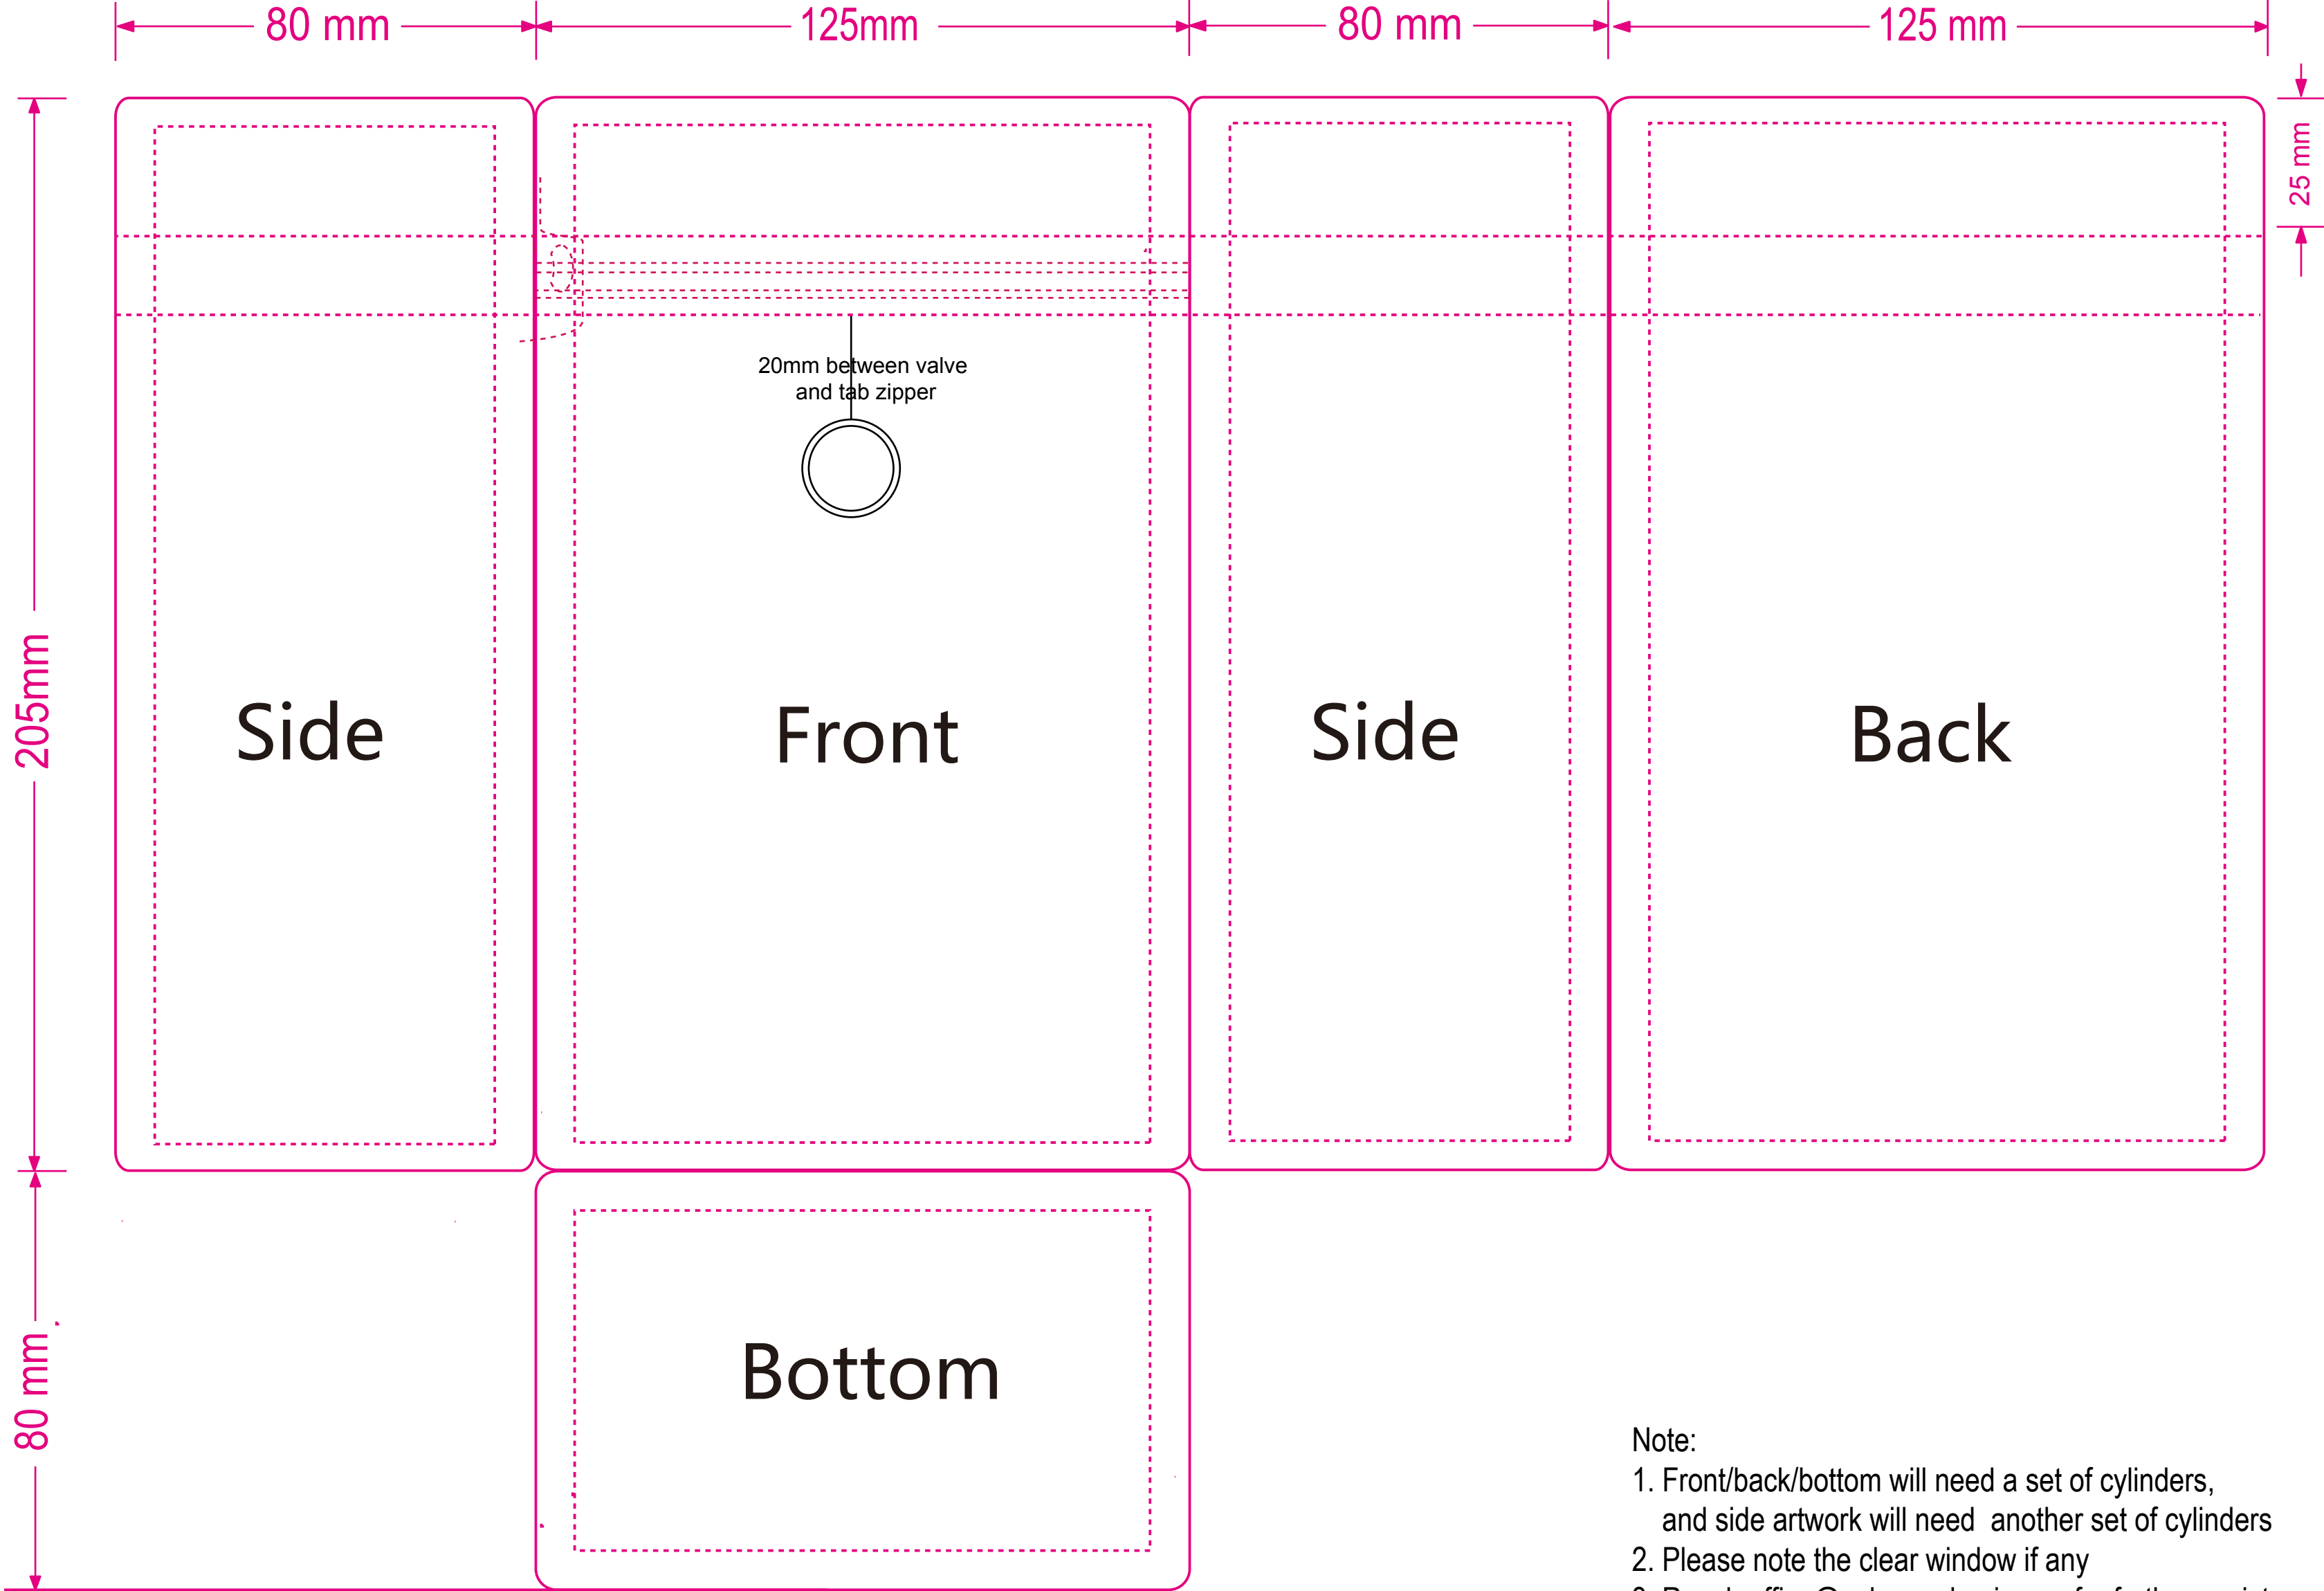 80 mm
125mm
80 mm
125 mm
25 mm
20mm between valve
and tab zipper
205mm
Side
Front
Side
Back
80 mm
Bottom
Note:
1. Front/back/bottom will need a set of cylinders,
and side artwork will need another set of cylinders
2. Please note the clear window if any